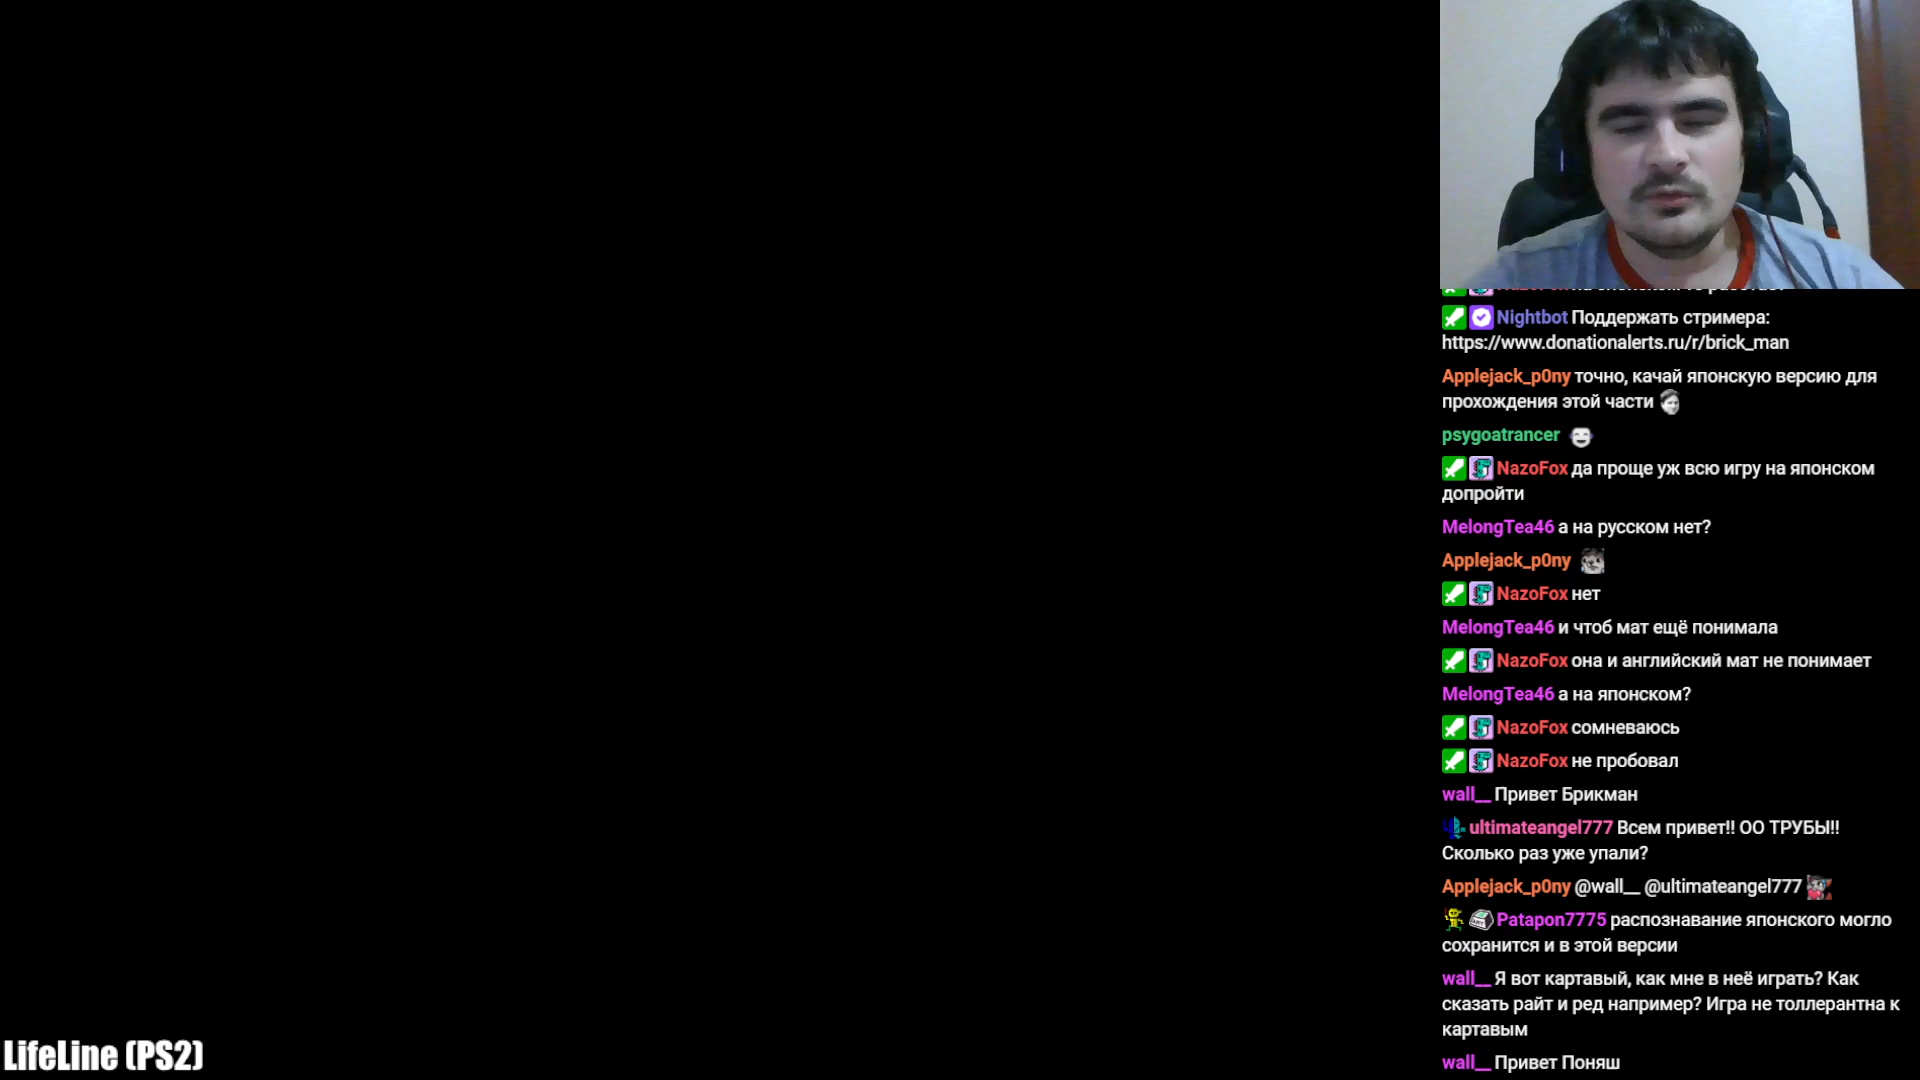 Nightbot Поддержать стримера:
https://www.donationalerts.ru/r/brick_man
Applejack_p0ny точно, качай японскую версию для
прохождения этой части
psygoatrancer
NazoFox да проще уж всю игру на японском
допройти
MelongTea46 а на русском нет?
Applejack_p0ny
NazoFox нет
MelongTea46 и чтоб мат ещё понимала
NazoFox она и английский мат не понимает
MelongTea46 а на японском?
NazoFox сомневаюсь
NazoFox не пробовал
wall__ Привет Брикман
ultimateangel777 Всем привет!! ОО ТРУБЫ!!
Сколько раз уже упали?
Applejack_p0ny @wall__ @ultimateangel777
Patapon7775 распознавание японского могло
сохранится и в этой версии
wall__ Я вот картавый, как мне в неё играть? Как
сказать райт и ред например? Игра не толлерантна к
картавым
wall__ Привет Поняш
LifeLine (PS2)